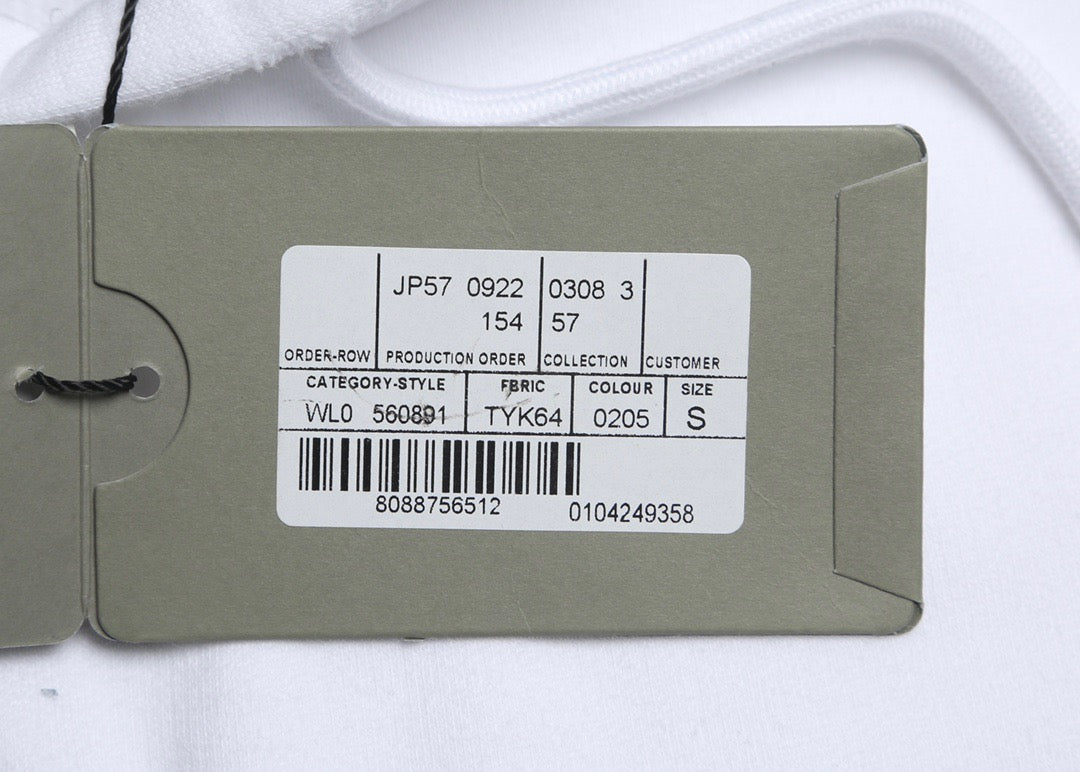 JP57 0922 0308 3
154 57
ORDER-ROW PRODUCTION ORDER COLLECTION CUSTOMER
CATEGORY-STYLE FBRIC COLOUR SIZE
WL0 560891 TYK64 0205 S
8088756512 0104249358